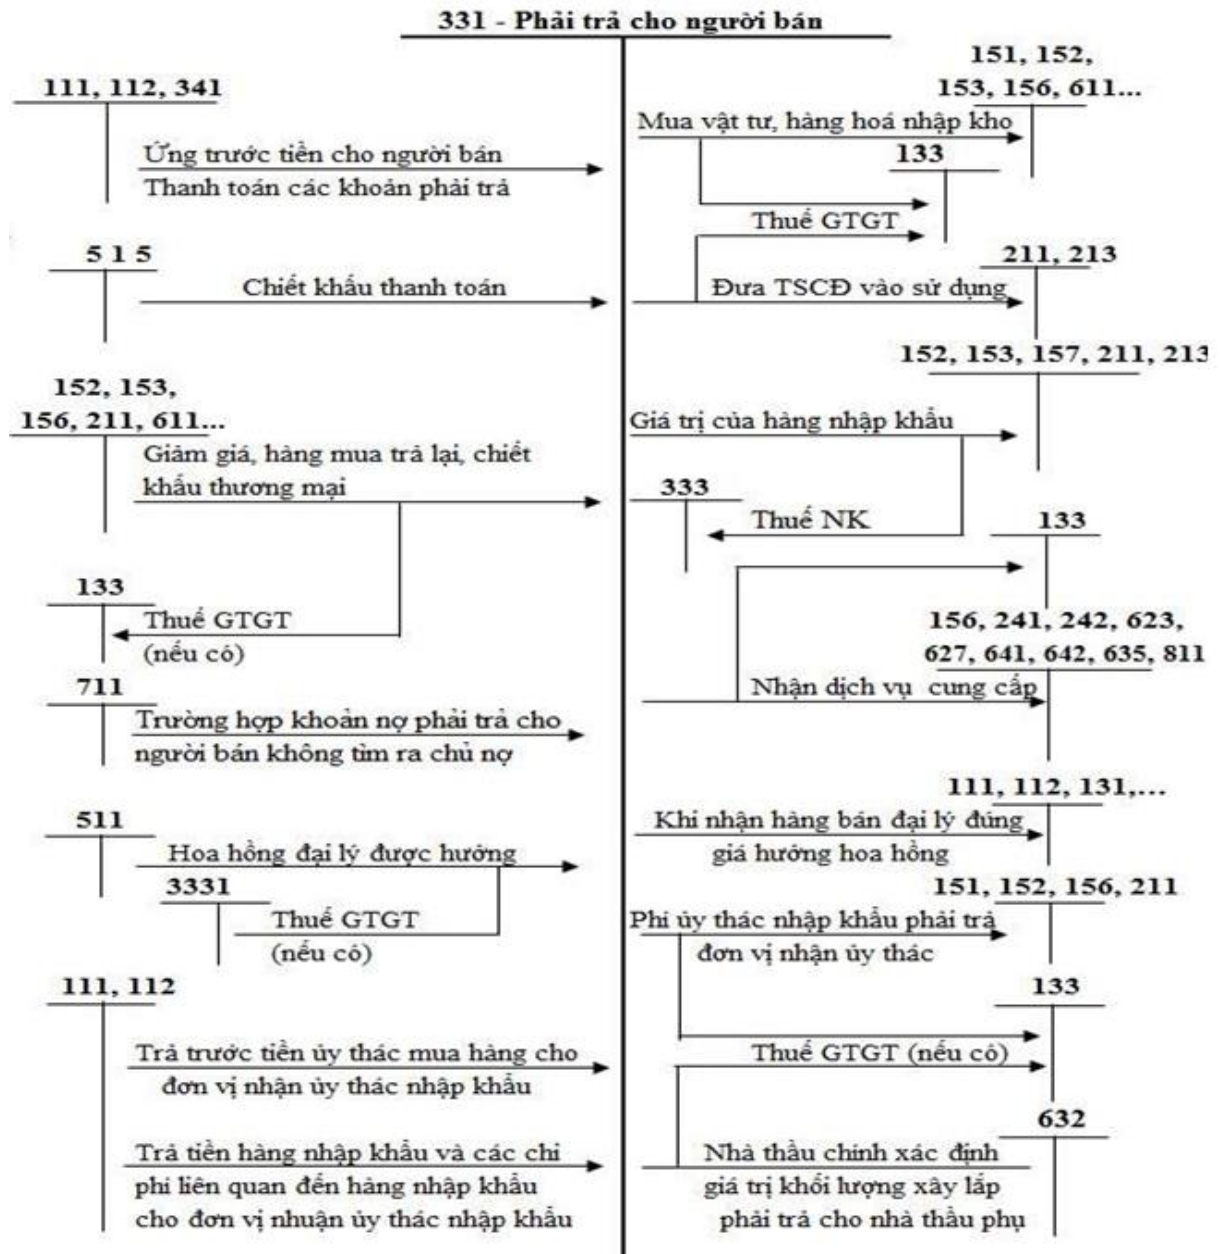 331 - Phải trả cho người bán
111, 112, 341
Ứng trước tiền cho người bán
Thanh toán các khoản phải trả
5 1 5
Chiết khấu thanh toán
152, 153,
156, 211, 611...
Giảm giá, hàng mua trả lại, chiết
khấu thương mại
133
Thuế GTGT
(nếu có)
711
Trường hợp khoản nợ phải trả cho
người bán không tìm ra chủ nợ
511
Hoa hồng đại lý được hưởng
3331
Thuế GTGT
(nếu có)
111, 112
Trả trước tiền ủy thác mua hàng cho
đơn vị nhận ủy thác nhập khẩu
Trả tiền hàng nhập khẩu và các chi
phí liên quan đến hàng nhập khẩu
cho đơn vị nhuận ủy thác nhập khẩu
151, 152,
153, 156, 611...
Mua vật tư, hàng hoá nhập kho
133
Thuế GTGT
211, 213
Đưa TSCĐ vào sử dụng
152, 153, 157, 211, 213
Giá trị của hàng nhập khẩu
333
Thuế NK
133
156, 241, 242, 623,
627, 641, 642, 635, 811
Nhận dịch vụ cung cấp
111, 112, 131,...
Khi nhận hàng bán đại lý đúng
giá hưởng hoa hồng
151, 152, 156, 211
Phí ủy thác nhập khẩu phải trả
đơn vị nhận ủy thác
133
Thuế GTGT (nếu có)
632
Nhà thầu chính xác định
giá trị khối lượng xây lắp
phải trả cho nhà thầu phụ